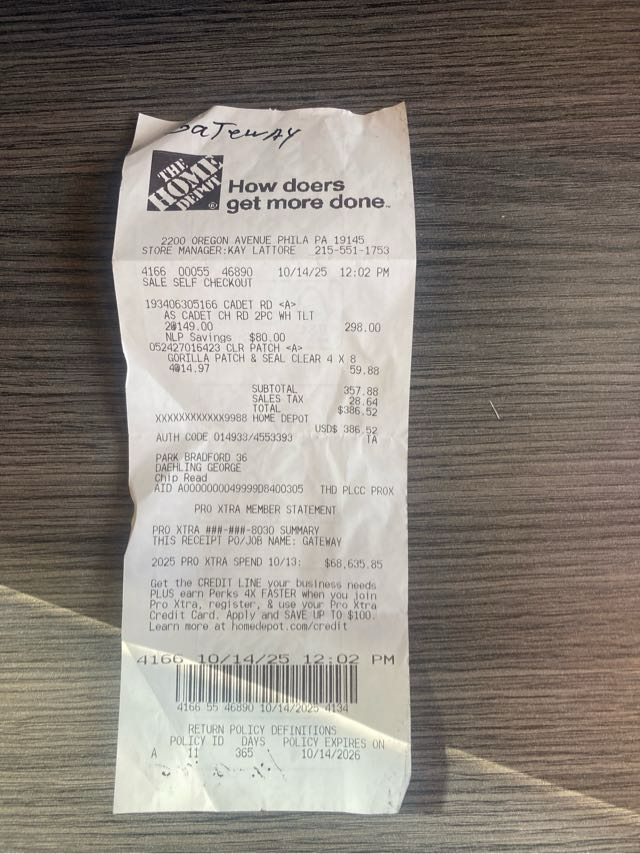 GaTeWAY
THE HOME DEPOT
How doers
get more done.
2200 OREGON AVENUE PHILA PA 19145
STORE MANAGER:KAY LATTORE 215-551-1753
4166 00055 46890 10/14/25 12:02 PM
SALE SELF CHECKOUT
193406305166 CADET RD <A>
AS CADET CH RD 2PC WH TLT
2@149.00 298.00
NLP Savings $80.00
052427016423 CLR PATCH <A>
GORILLA PATCH & SEAL CLEAR 4 X 8
4@14.97 59.88
SUBTOTAL 357.88
SALES TAX 28.64
TOTAL $386.52
XXXXXXXXXXXX9988 HOME DEPOT
USD$ 386.52
AUTH CODE 014933/4553393 TA
PARK BRADFORD 36
DAEHLING GEORGE
Chip Read
AID A0000000049999D8400305 THD PLCC PROX
PRO XTRA MEMBER STATEMENT
PRO XTRA ###-###-8030 SUMMARY
THIS RECEIPT PO/JOB NAME: GATEWAY
2025 PRO XTRA SPEND 10/13: $68,635.85
Get the CREDIT LINE your business needs
PLUS earn Perks 4X FASTER when you join
Pro Xtra, register, & use your Pro Xtra
Credit Card. Apply and SAVE UP TO $100.
Learn more at homedepot.com/credit
4166 10/14/25 12:02 PM
4166 55 46890 10/14/2025 4134
RETURN POLICY DEFINITIONS
POLICY ID DAYS POLICY EXPIRES ON
A 11 365 10/14/2026